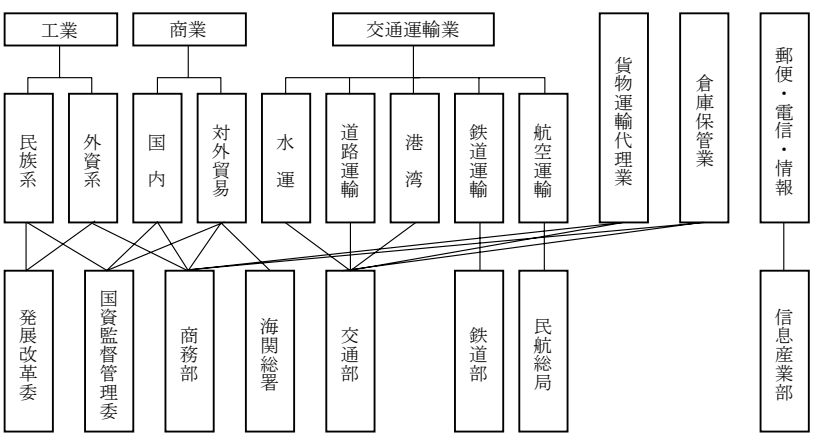 工業
商業
交通運輸業
貨物運輸代理業
倉庫保管業
郵便・電信・情報
民族系
外資系
国内
対外貿易
水運
道路運輸
港湾
鉄道運輸
航空運輸
発展改革委
国資監督管理委
商務部
海関総署
交通部
鉄道部
民航総局
信息産業部